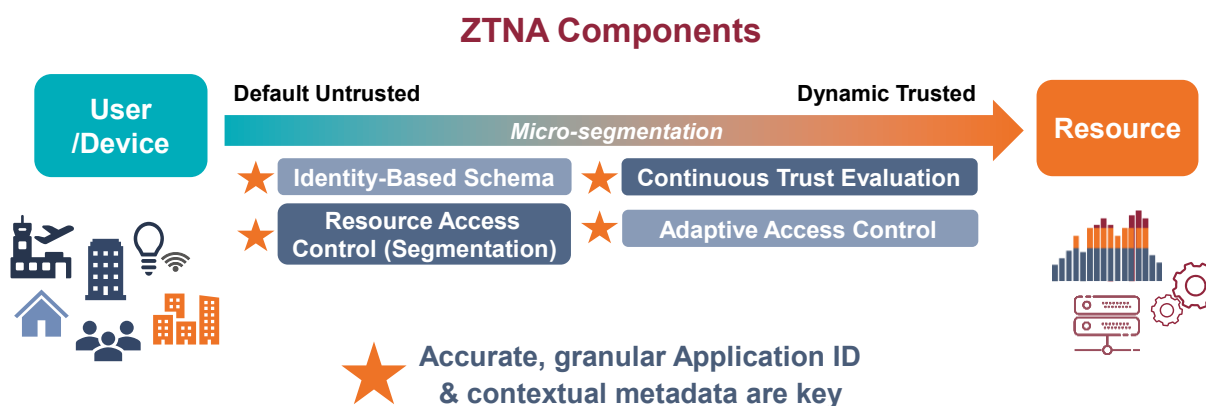 ZTNA Components
User
/Device
Default Untrusted
Dynamic Trusted
Micro-segmentation
Resource
Identity-Based Schema
Continuous Trust Evaluation
Resource Access
Control (Segmentation)
Adaptive Access Control
Accurate, granular Application ID
& contextual metadata are key